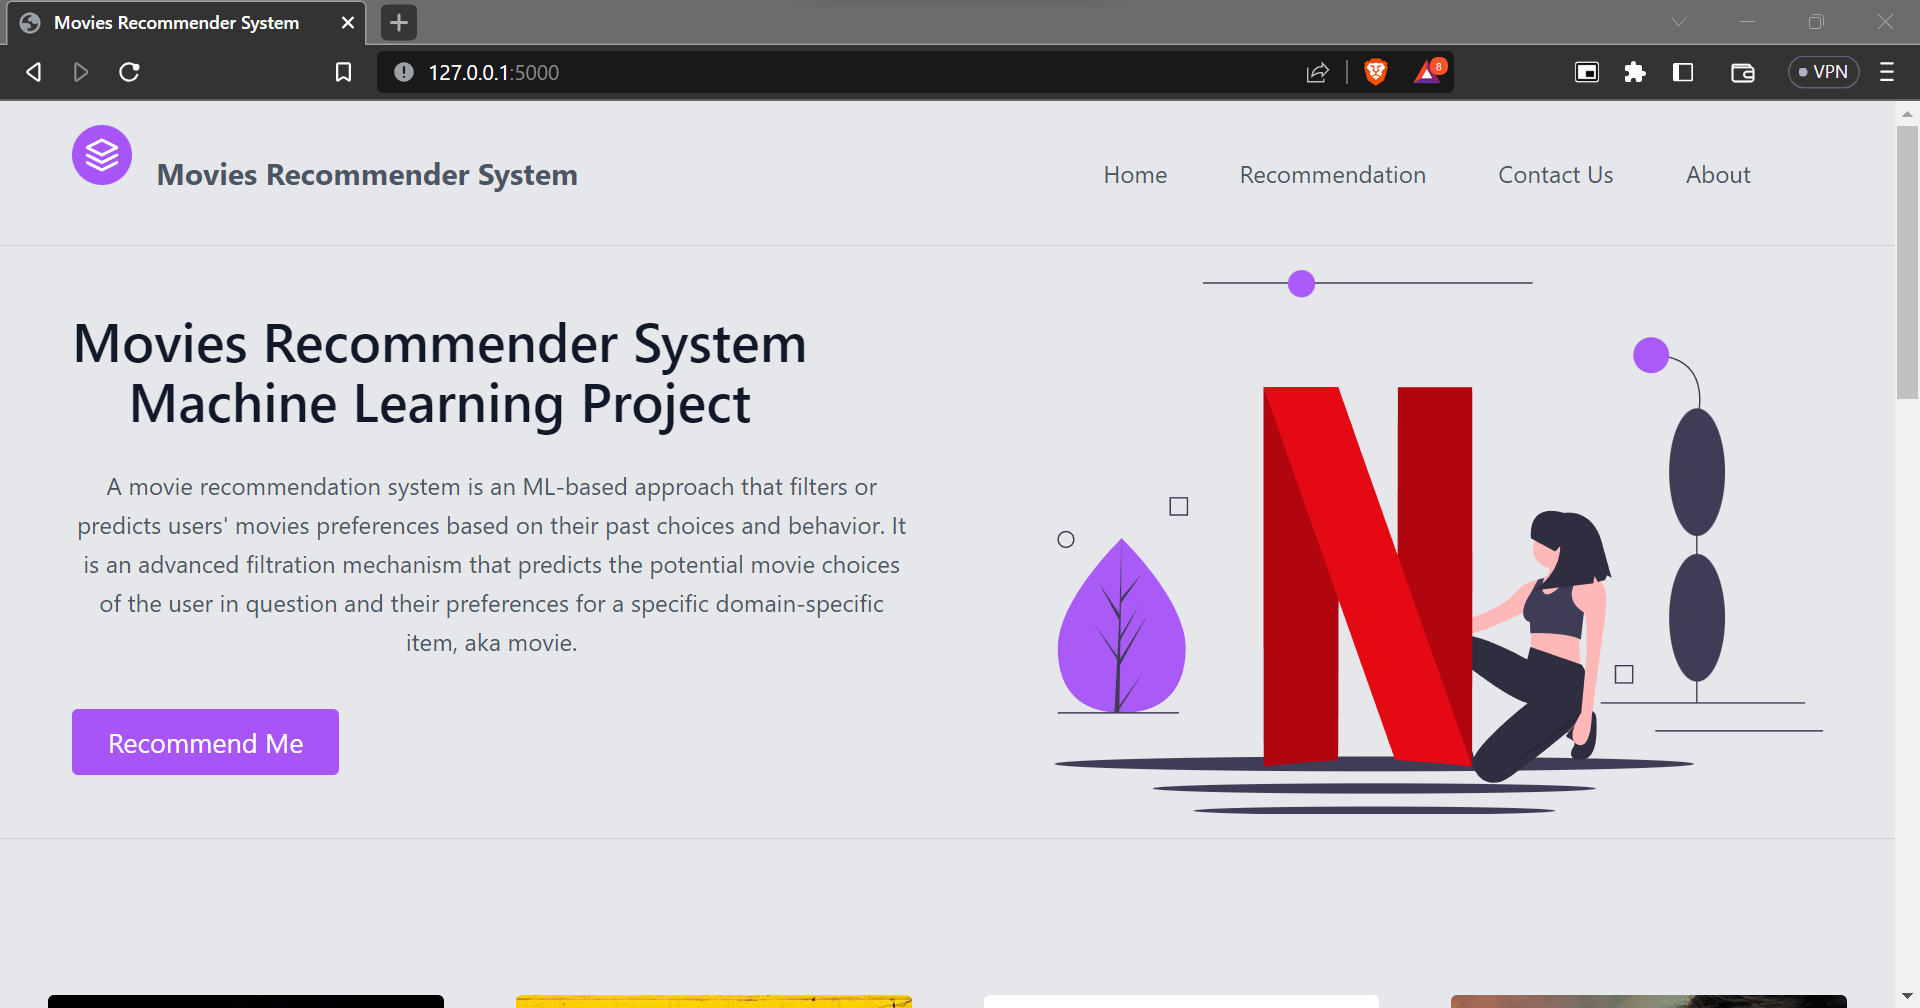 Movies Recommender System
127.0.0.1:5000
8
VPN
Movies Recommender System
Home
Recommendation
Contact Us
About
Movies Recommender System
Machine Learning Project
A movie recommendation system is an ML-based approach that filters or
predicts users' movies preferences based on their past choices and behavior. It
is an advanced filtration mechanism that predicts the potential movie choices
of the user in question and their preferences for a specific domain-specific
item, aka movie.
N
Recommend Me